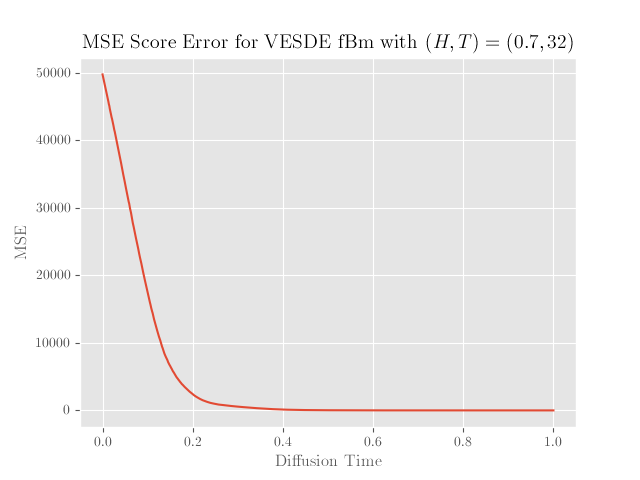 MSE Score Error for VESDE fBm with (H, T) = (0.7, 32)
50000
40000
30000
20000
10000
0
MSE
0.0 0.2 0.4 0.6 0.8 1.0
Diffusion Time